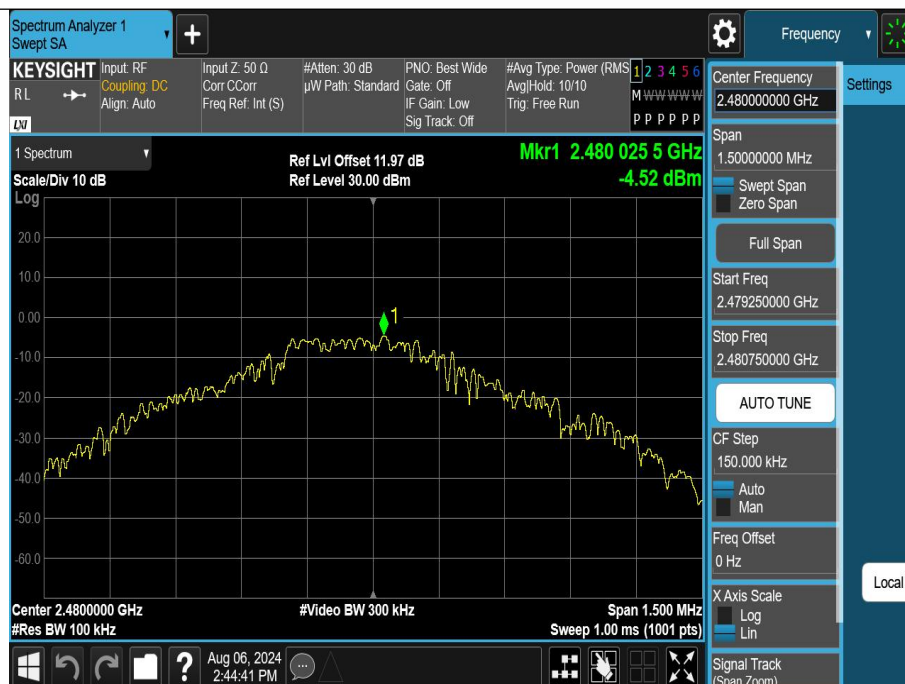 Spectrum Analyzer 1
Swept SA
+
Frequency
KEYSIGHT
RL
LXI
Input: RF
Coupling: DC
Align: Auto
Input Z: 50 Ω
Corr CCorr
Freq Ref: Int (S)
#Atten: 30 dB
µW Path: Standard
PNO: Best Wide
Gate: Off
IF Gain: Low
Sig Track: Off
#Avg Type: Power (RMS
Avg|Hold: 10/10
Trig: Free Run
1 2 3 4 5 6
M W W W W W
P P P P P P
1 Spectrum
Scale/Div 10 dB
Log
Ref Lvl Offset 11.97 dB
Ref Level 30.00 dBm
Mkr1 2.480 025 5 GHz
-4.52 dBm
20.0
10.0
0.00
-10.0
-20.0
-30.0
-40.0
-50.0
-60.0
1
Center 2.4800000 GHz
#Res BW 100 kHz
#Video BW 300 kHz
Span 1.500 MHz
Sweep 1.00 ms (1001 pts)
Center Frequency
2.480000000 GHz
Span
1.50000000 MHz
Swept Span
Zero Span
Full Span
Start Freq
2.479250000 GHz
Stop Freq
2.480750000 GHz
AUTO TUNE
CF Step
150.000 kHz
Auto
Man
Freq Offset
0 Hz
X Axis Scale
Log
Lin
Signal Track
(Span Zoom)
Settings
Local
?
Aug 06, 2024
2:44:41 PM